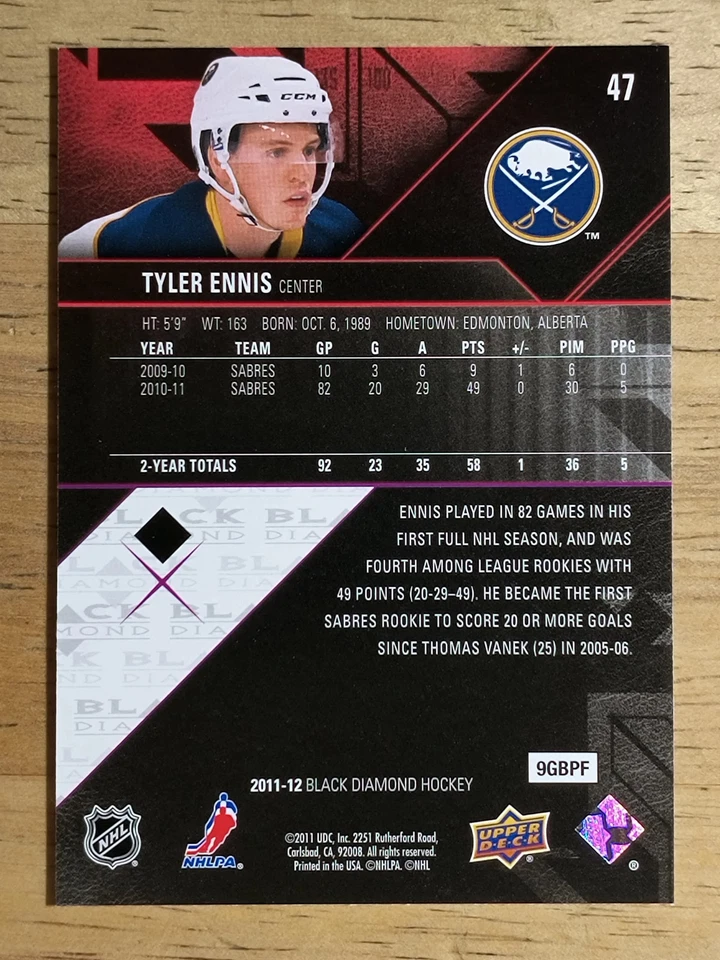 CCM
47
TM
TYLER ENNIS CENTER
HT: 5'9" WT: 163 BORN: OCT. 6, 1989 HOMETOWN: EDMONTON, ALBERTA
YEAR TEAM GP G A PTS +/- PIM PPG
2009-10 SABRES 10 3 6 9 1 6 0
2010-11 SABRES 82 20 29 49 0 30 5
2-YEAR TOTALS 92 23 35 58 1 36 5
ENNIS PLAYED IN 82 GAMES IN HIS
FIRST FULL NHL SEASON, AND WAS
FOURTH AMONG LEAGUE ROOKIES WITH
49 POINTS (20-29–49). HE BECAME THE FIRST
SABRES ROOKIE TO SCORE 20 OR MORE GOALS
SINCE THOMAS VANEK (25) IN 2005-06.
9GBPF
2011-12 BLACK DIAMOND HOCKEY
NHL ®
NHLPA ®
©2011 UDC, Inc. 2251 Rutherford Road,
Carlsbad, CA, 92008. All rights reserved.
Printed in the USA. ©NHLPA. ©NHL
UPPER
D·E·C·K ®
®